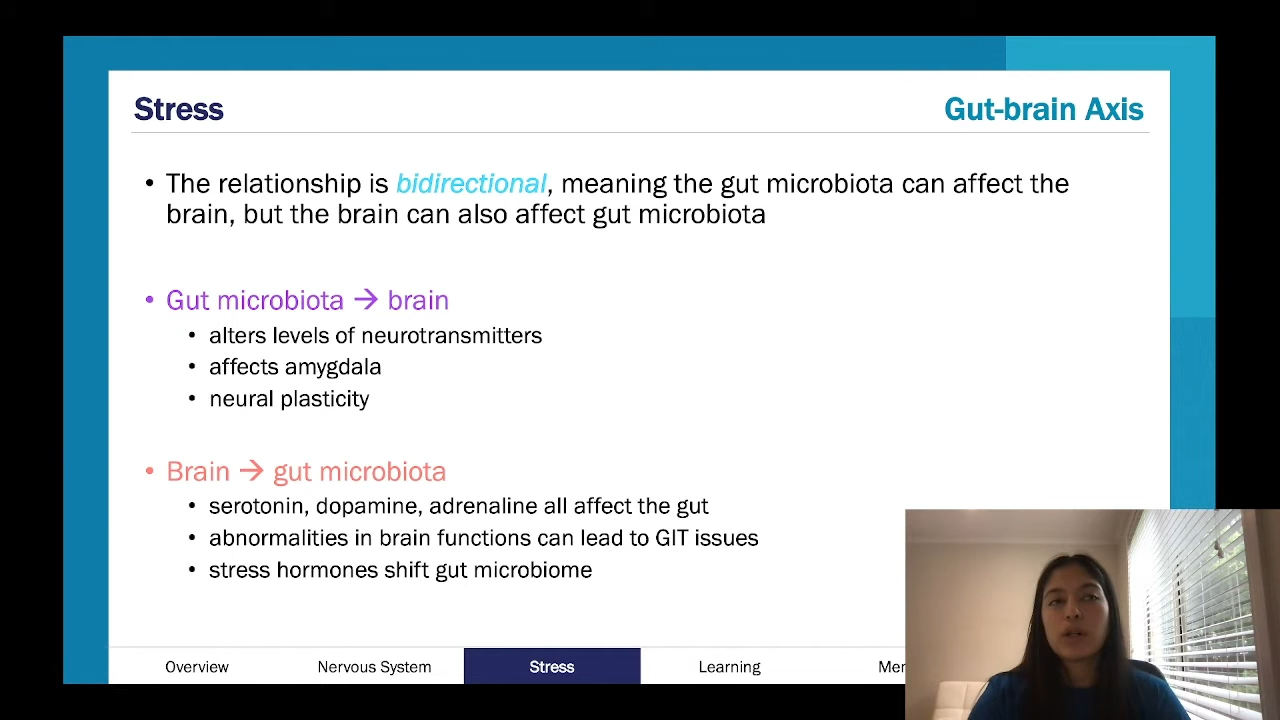 Stress
Gut-brain Axis
• The relationship is bidirectional, meaning the gut microbiota can affect the
brain, but the brain can also affect gut microbiota
• Gut microbiota → brain
• alters levels of neurotransmitters
• affects amygdala
• neural plasticity
• Brain → gut microbiota
• serotonin, dopamine, adrenaline all affect the gut
• abnormalities in brain functions can lead to GIT issues
• stress hormones shift gut microbiome
Overview
Nervous System
Stress
Learning